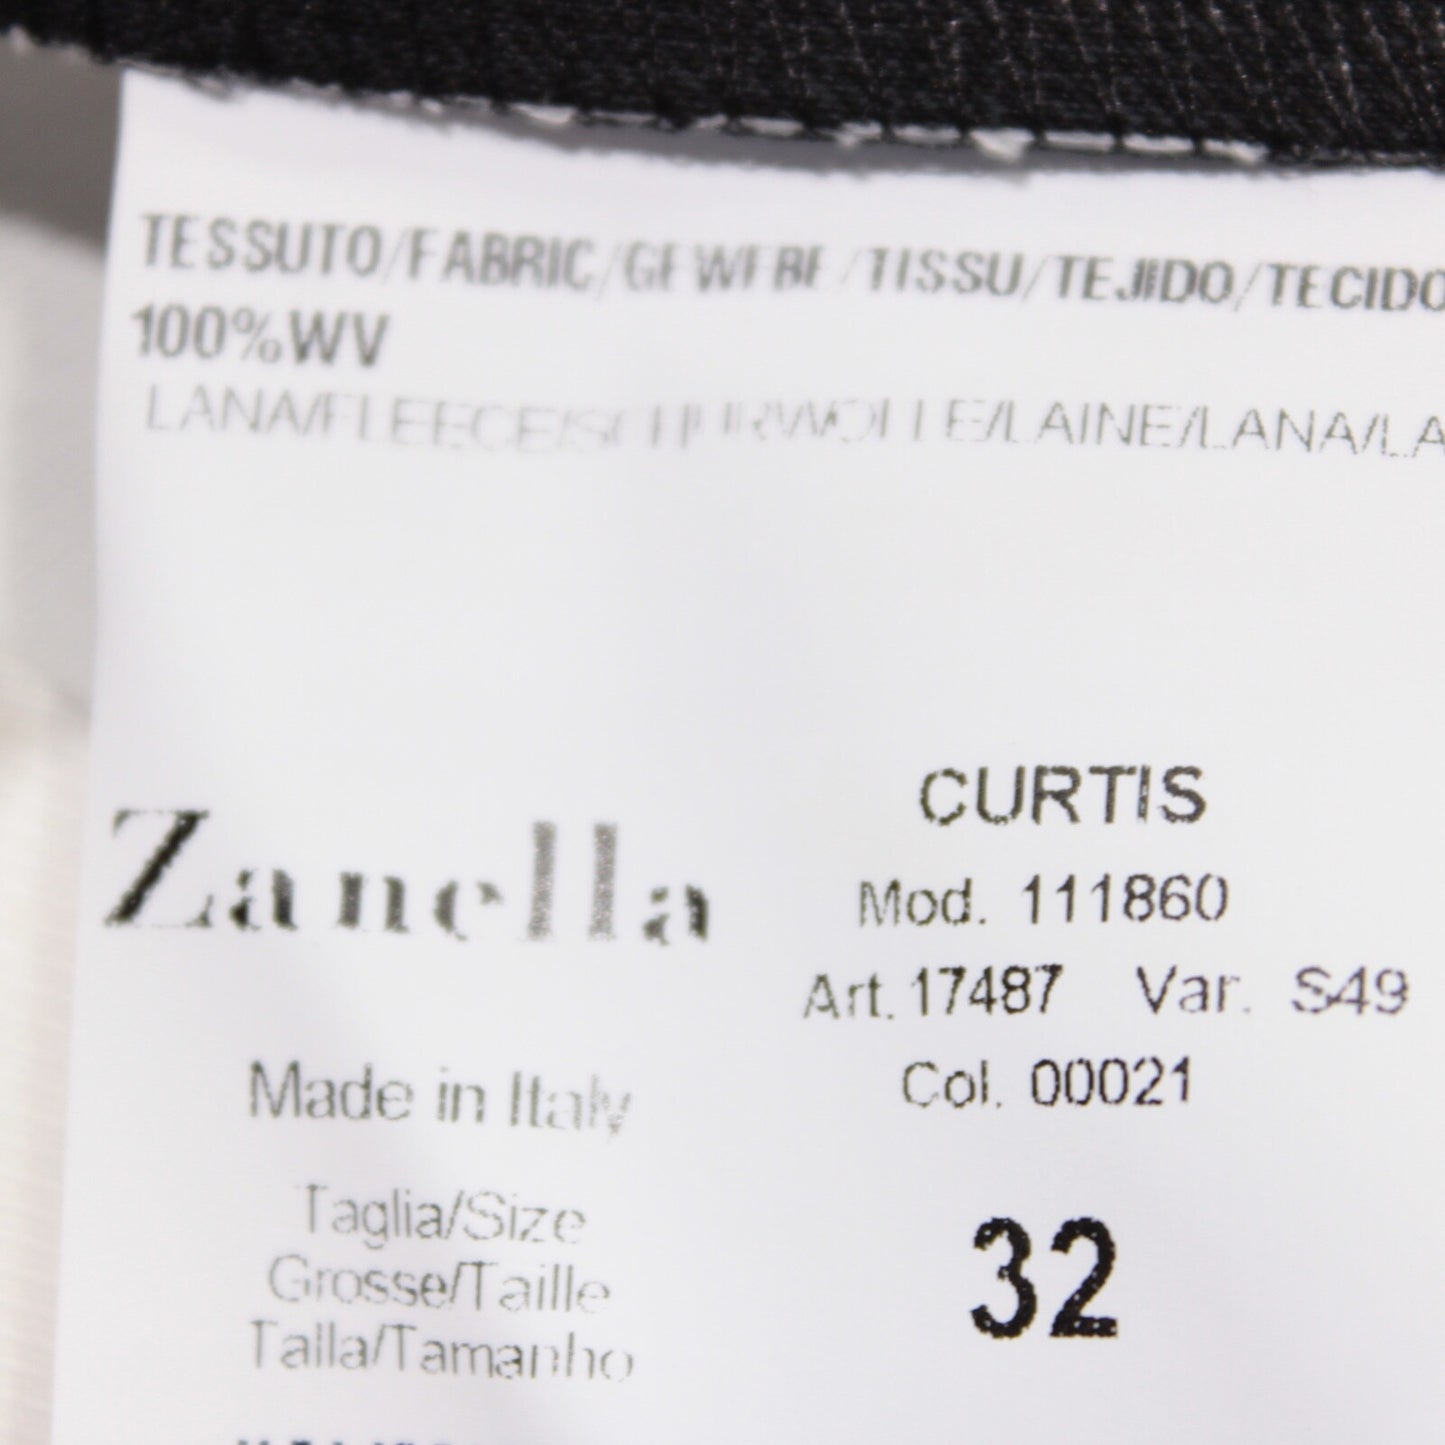 TESSUTO/FABRIC/GEWEBE/TISSU/TEJIDO/TECIDO
100%WV
LANA/FLEECE/SCHURWOLLE/LAINE/LANA/LA
Zanella
Made in Italy
Taglia/Size
Grosse/Taille
Talla/Tamanho
CURTIS
Mod. 111860
Art. 17487 Var. S49
Col. 00021
32